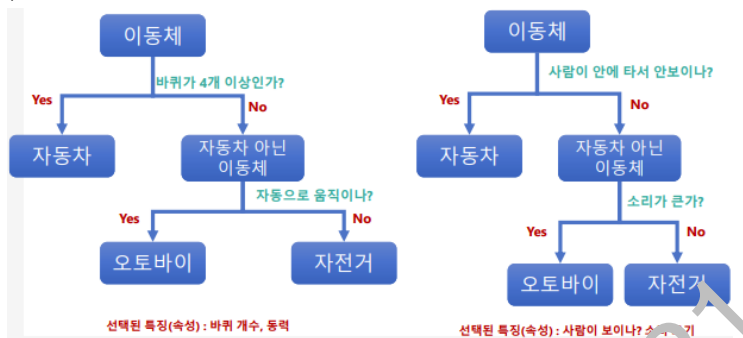 이동체
바퀴가 4개 이상인가?
Yes
No
자동차
자동차 아닌
이동체
자동으로 움직이나?
Yes
No
오토바이
자전거
선택된 특징(속성) : 바퀴 개수, 동력
이동체
사람이 안에 타서 안보이나?
Yes
No
자동차
자동차 아닌
이동체
소리가 큰가?
Yes
No
오토바이
자전거
선택된 특징(속성) : 사람이 보이나?